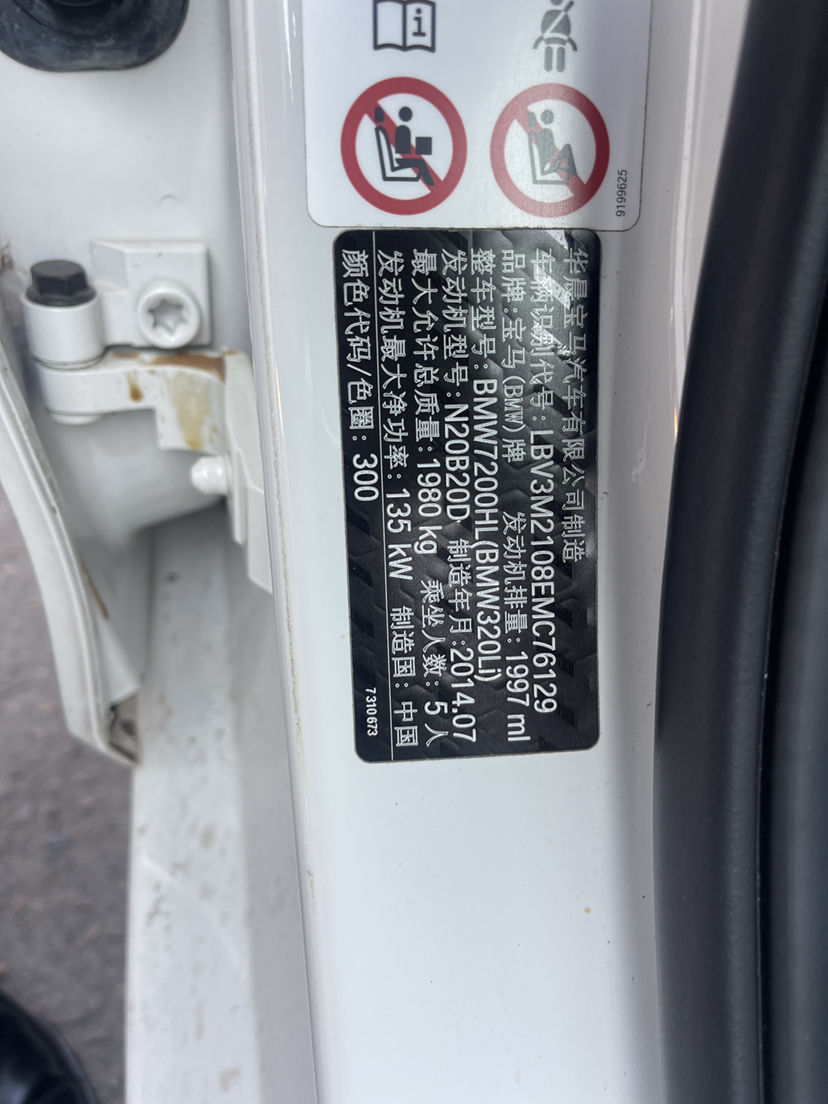 9199625
华晨宝马汽车有限公司制造
车辆识别代号: LBV3M2108EMC76129
品牌:宝马(BMW)牌 发动机排量: 1997 ml
整车型号: BMW7200HL(BMW320Li)
发动机型号: N20B20D 制造年月:2014.07
最大允许总质量: 1980 kg 乘坐人数: 5人
发动机最大净功率: 135 kW 制造国: 中国
颜色代码/色圈: 300
7 310 673